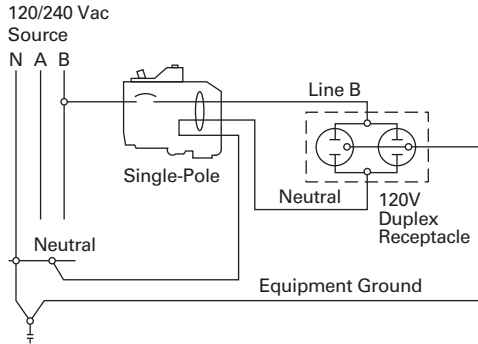 120/240 Vac
Source
N A B
Line B
Single-Pole
Neutral
120V
Duplex
Receptacle
Neutral
Equipment Ground